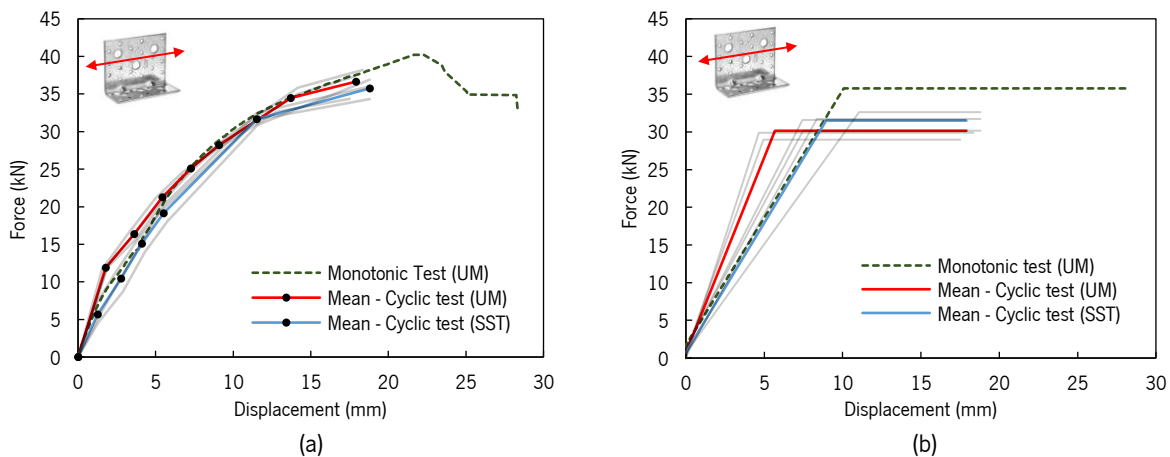 45
40
35
30
25
20
15
10
5
0
Force (kN)
Monotonic Test (UM)
Mean - Cyclic test (UM)
Mean - Cyclic test (SST)
0 5 10 15 20 25 30
Displacement (mm)
(a)
45
40
35
30
25
20
15
10
5
0
Force (kN)
Monotonic test (UM)
Mean - Cyclic test (UM)
Mean - Cyclic test (SST)
0 5 10 15 20 25 30
Displacement (mm)
(b)